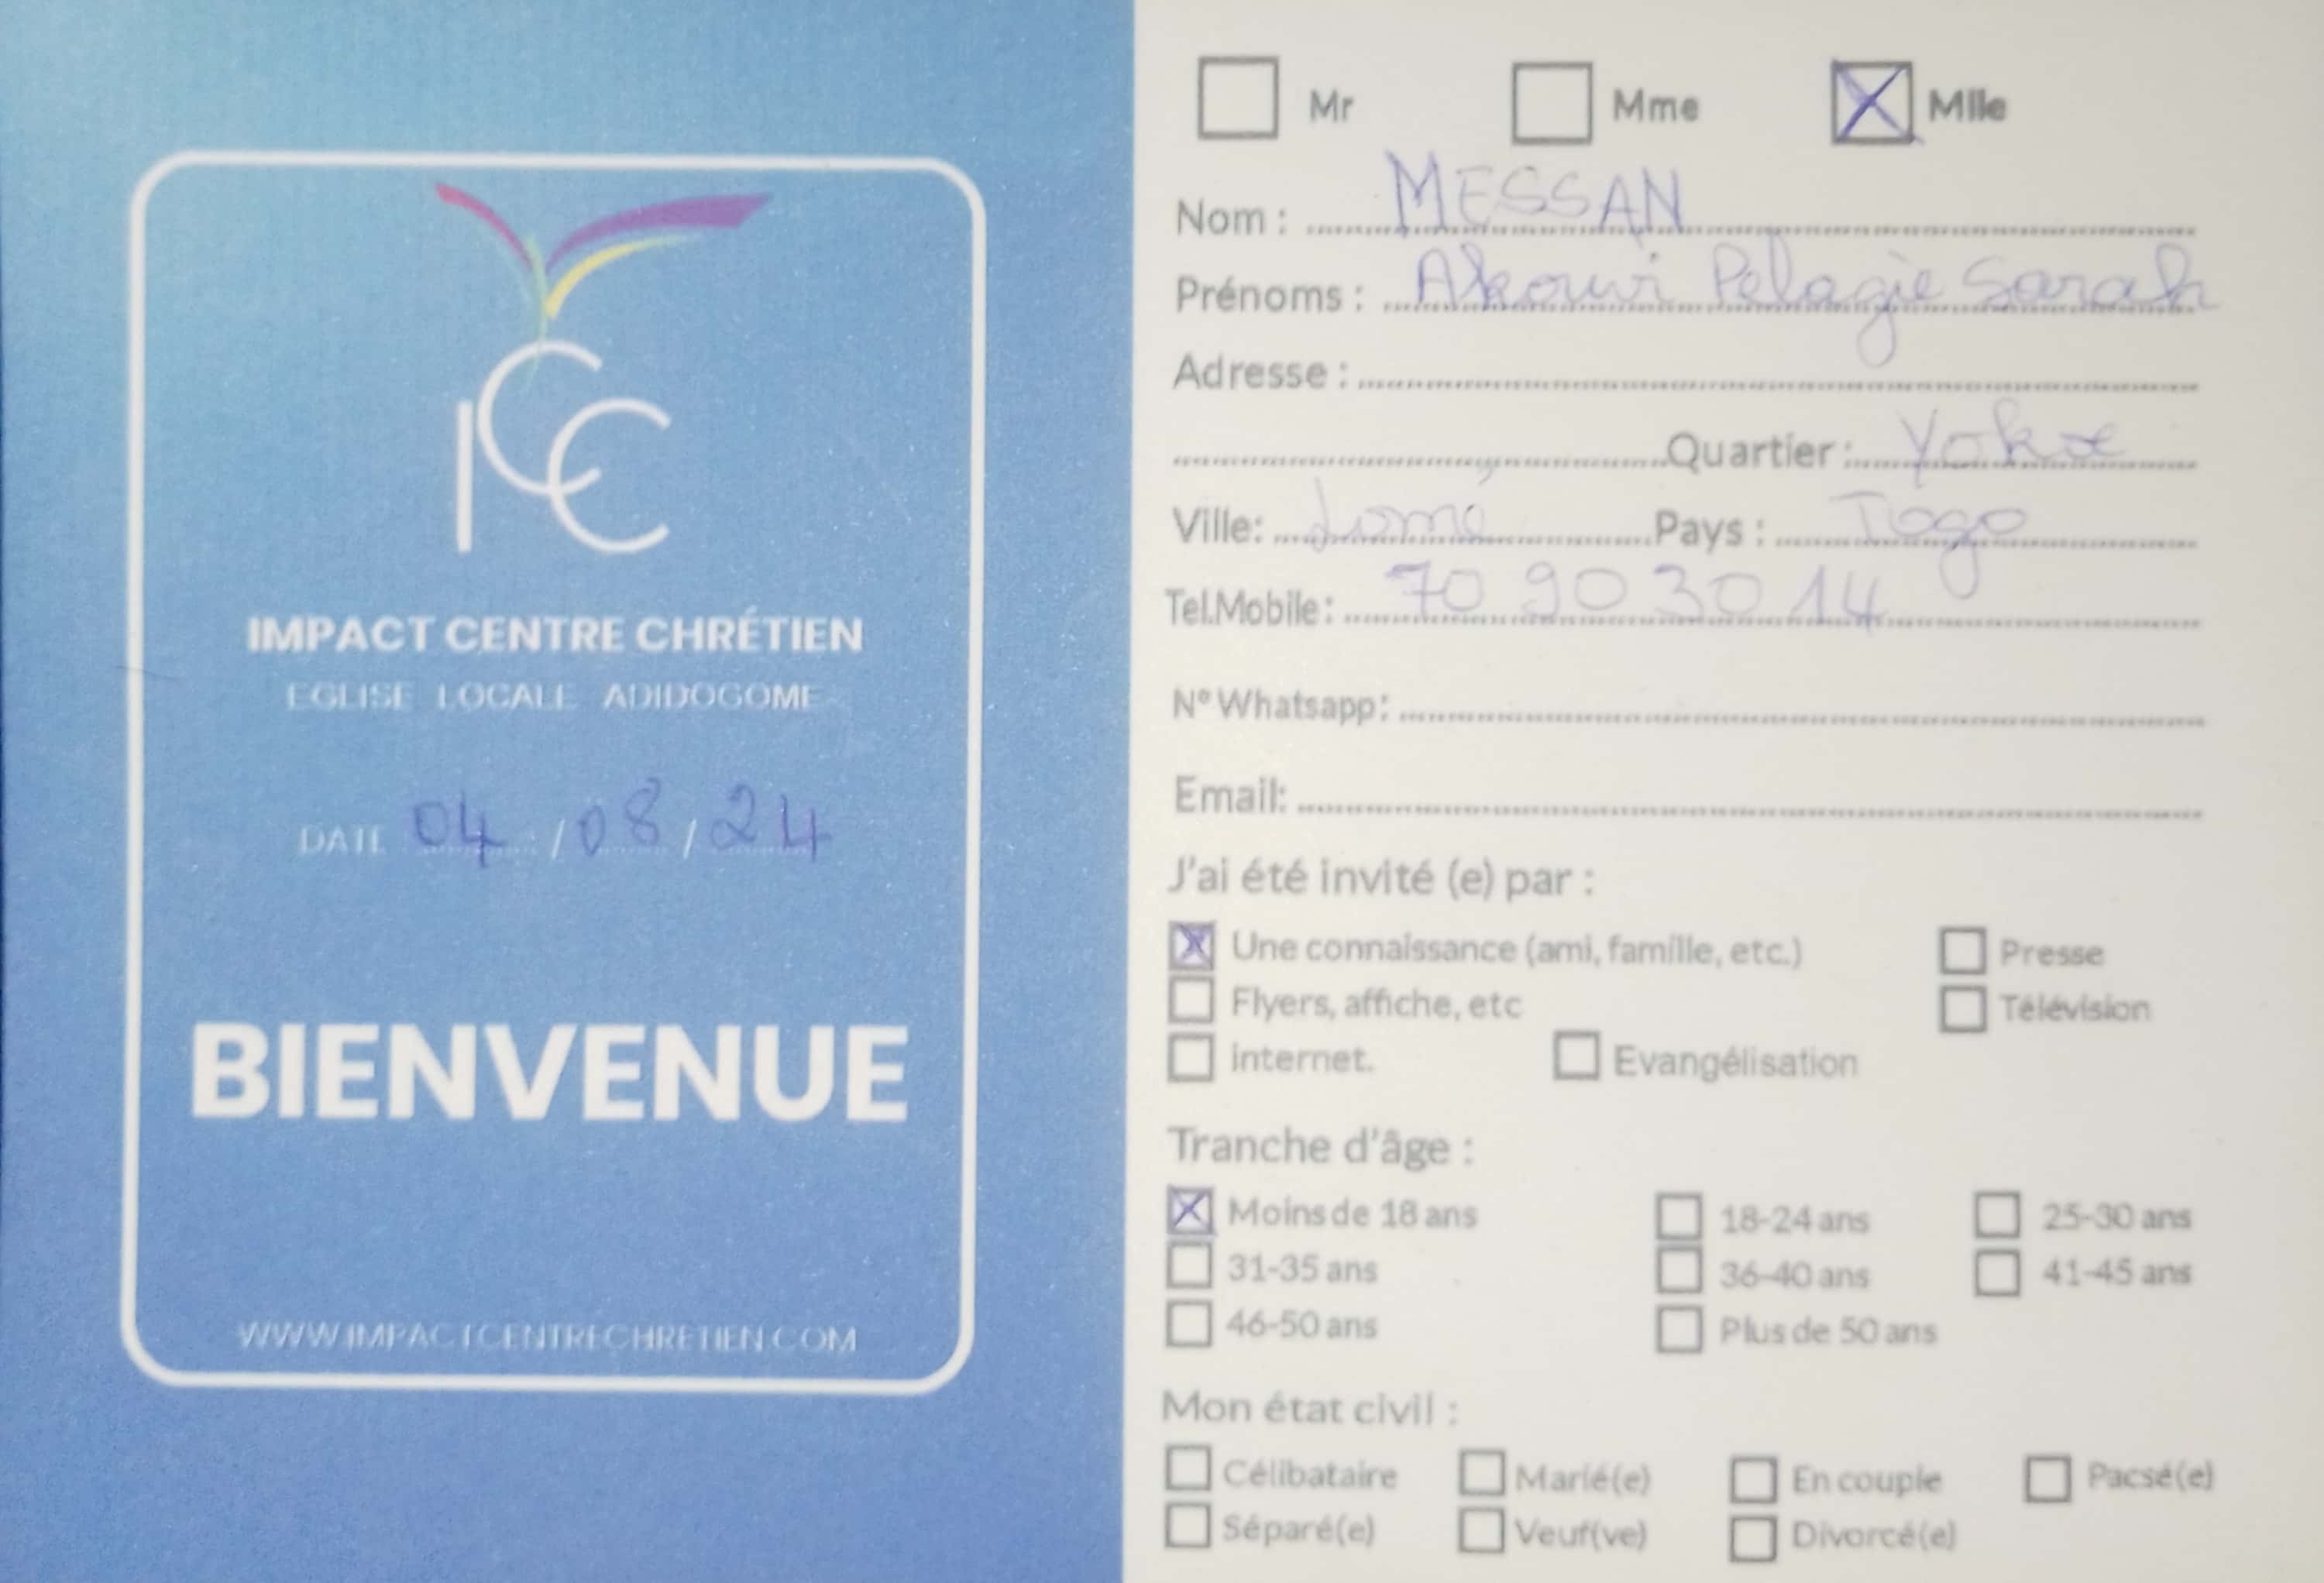 ICC
IMPACT CENTRE CHRÉTIEN
EGLISE LOCALE ADIDOGOME
DATE 04 / 08 / 24
BIENVENUE
WWW.IMPACTCENTRECHRETIEN.COM
Mr Mme Mlle
Nom : MESSAN
Prénoms : Akouvi Pelagie Sarah
Adresse :
Quartier : Yokoe
Ville: Lomé Pays : Togo
Tel.Mobile: 70 90 30 14
N° Whatsapp:
Email:
J'ai été invité (e) par :
Une connaissance (ami, famille, etc.) Presse
Flyers, affiche, etc Télévision
internet. Evangélisation
Tranche d'âge :
Moins de 18 ans 18-24 ans 25-30 ans
31-35 ans 36-40 ans 41-45 ans
46-50 ans Plus de 50 ans
Mon état civil :
Célibataire Marié(e) En couple Pacsé(e)
Séparé(e) Veuf(ve) Divorcé(e)